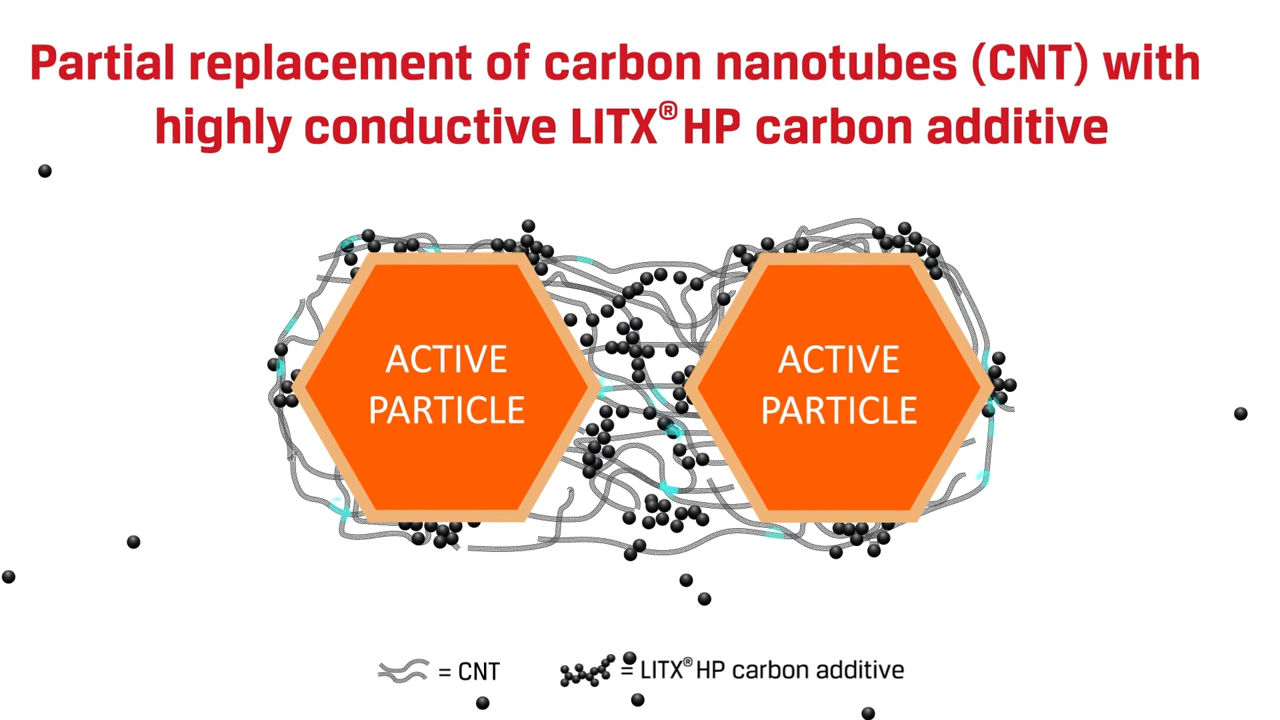 Partial replacement of carbon nanotubes (CNT) with
highly conductive LITX®HP carbon additive
ACTIVE
PARTICLE
ACTIVE
PARTICLE
= CNT
= LITX®HP carbon additive